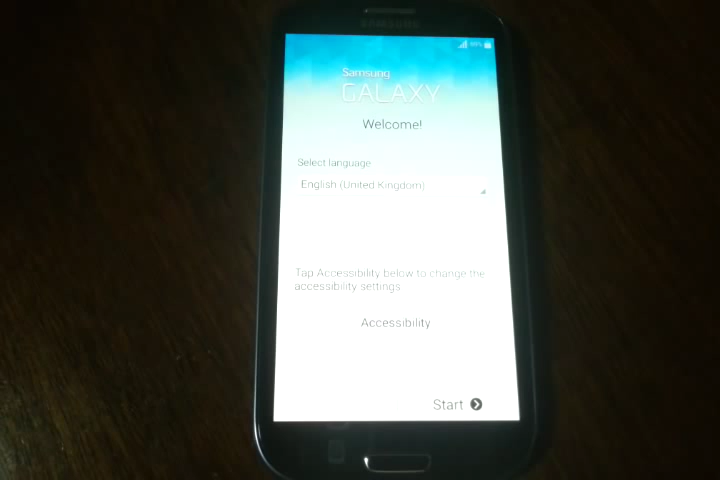 SAMSUNG
Samsung
GALAXY
Welcome!
Select language
English (United Kingdom)
Tap Accessibility below to change the
accessibility settings
Accessibility
Start